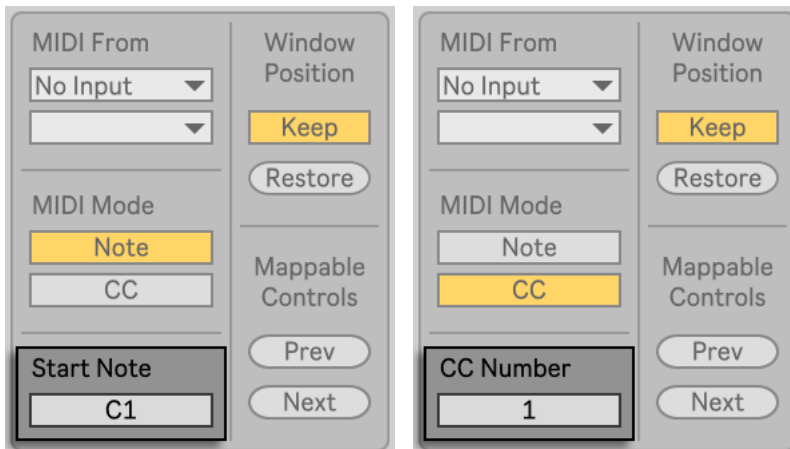 MIDI From
No Input
MIDI Mode
Note
CC
Start Note
C1
Window
Position
Keep
Restore
Mappable
Controls
Prev
Next
MIDI From
No Input
MIDI Mode
Note
CC
CC Number
1
Window
Position
Keep
Restore
Mappable
Controls
Prev
Next